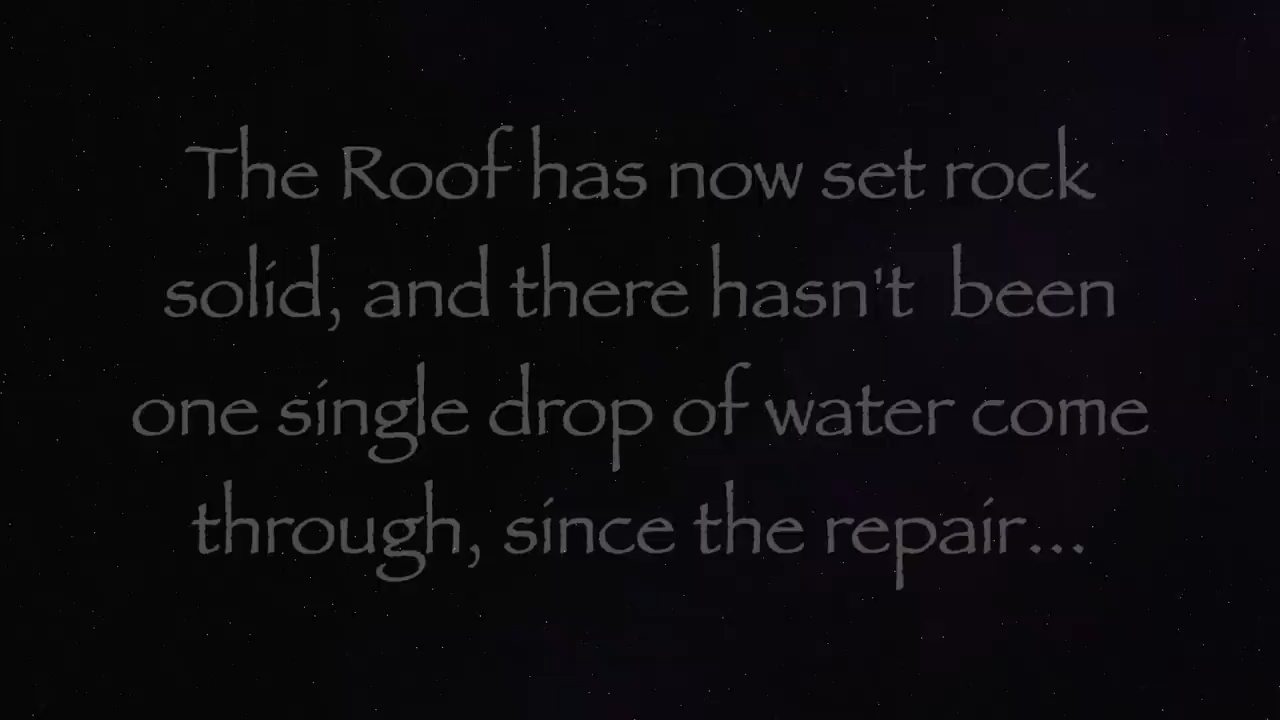 The Roof has now set rock
solid, and there hasn't  been
one single drop of water come
through, since the repair...